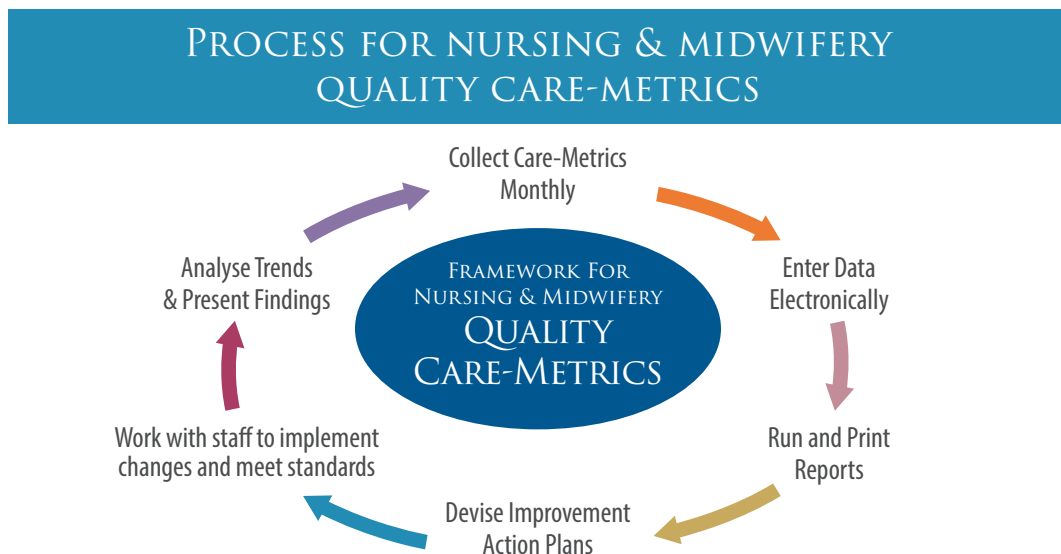 PROCESS FOR NURSING & MIDWIFERY
QUALITY CARE-METRICS
Collect Care-Metrics
Monthly
Enter Data
Electronically
Run and Print
Reports
Devise Improvement
Action Plans
Work with staff to implement
changes and meet standards
Analyse Trends
& Present Findings
FRAMEWORK FOR
NURSING & MIDWIFERY
QUALITY
CARE-METRICS